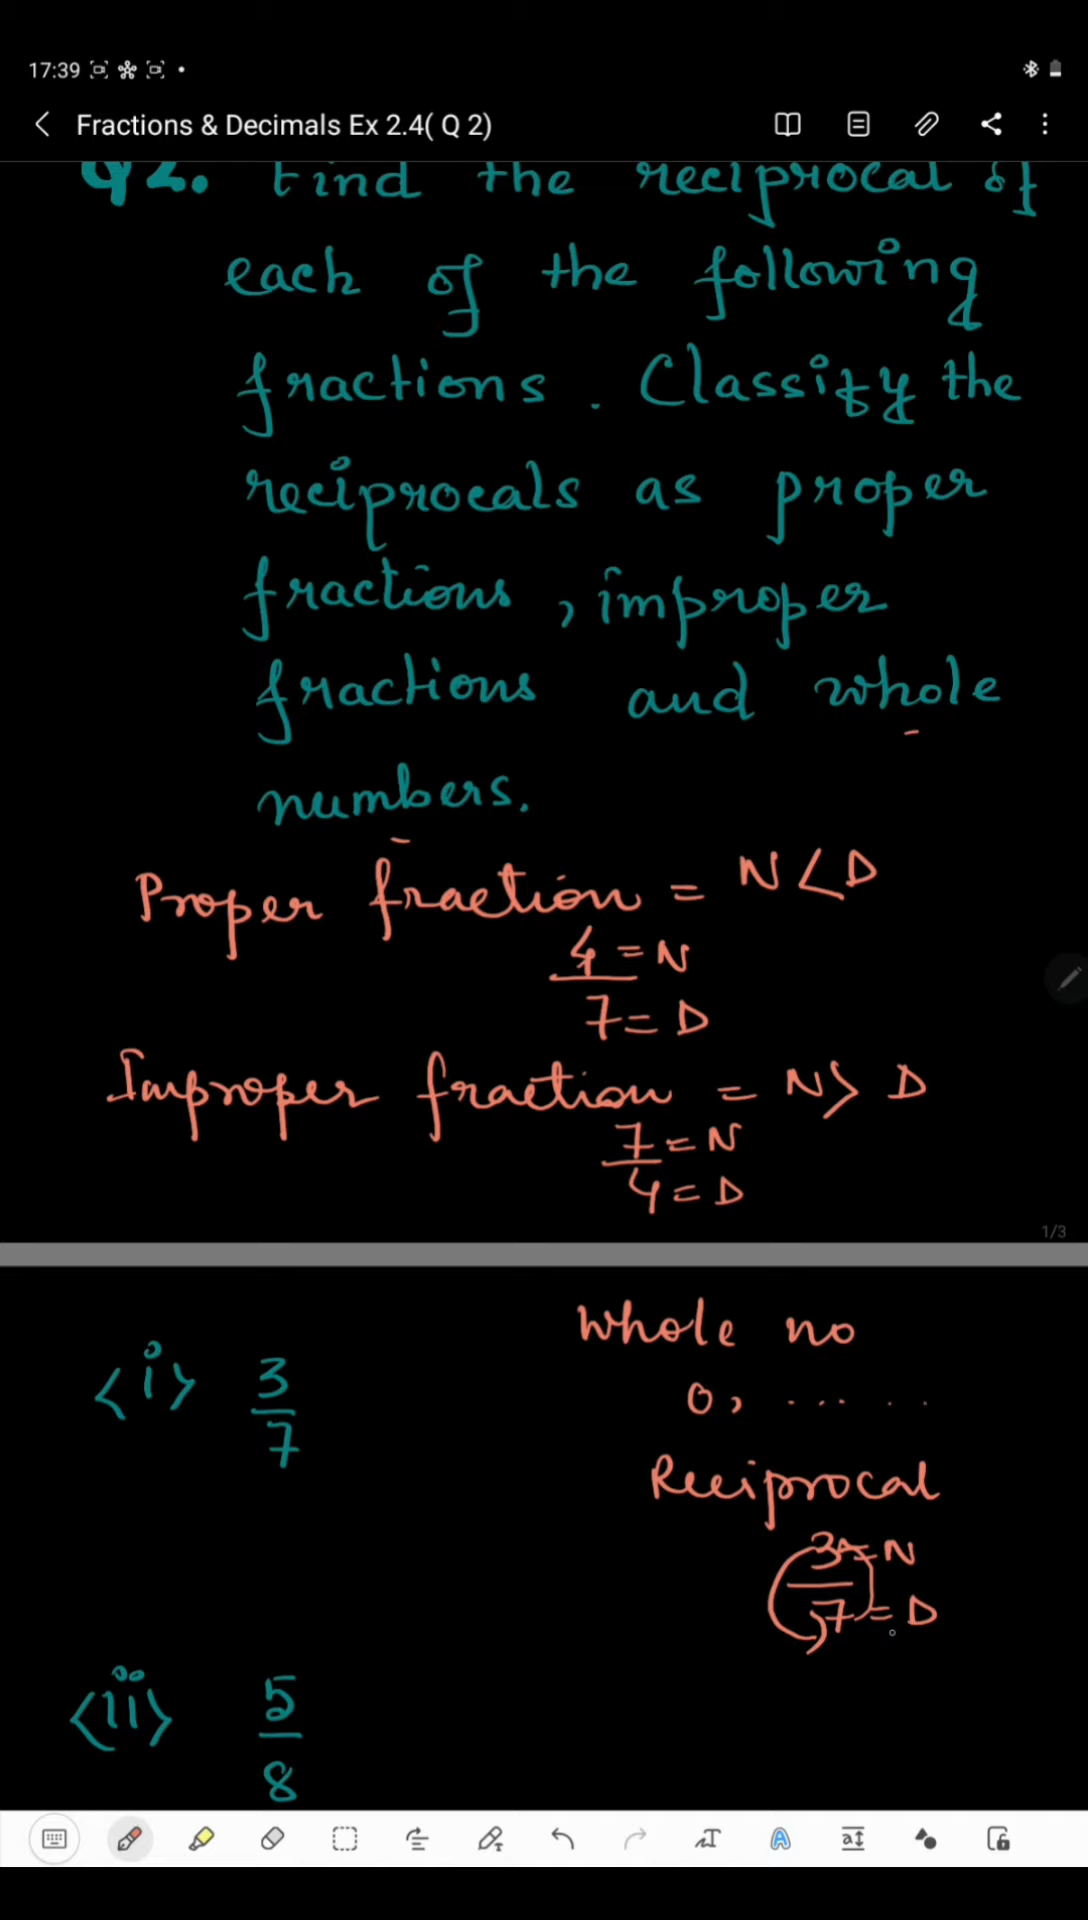 17:39
Fractions & Decimals Ex 2.4( Q 2)
Q2. Find the reciprocal of
each of the following
fractions. Classify the
reciprocals as proper
fractions, improper
fractions and whole
numbers.
Proper fraction = N < D
4 = N
7 = D
Improper fraction = N > D
7 = N
4 = D
1/3
Whole no
0, ..... 
<i> 3
7
Reciprocal
3 = N
7 = D
<ii> 5
8